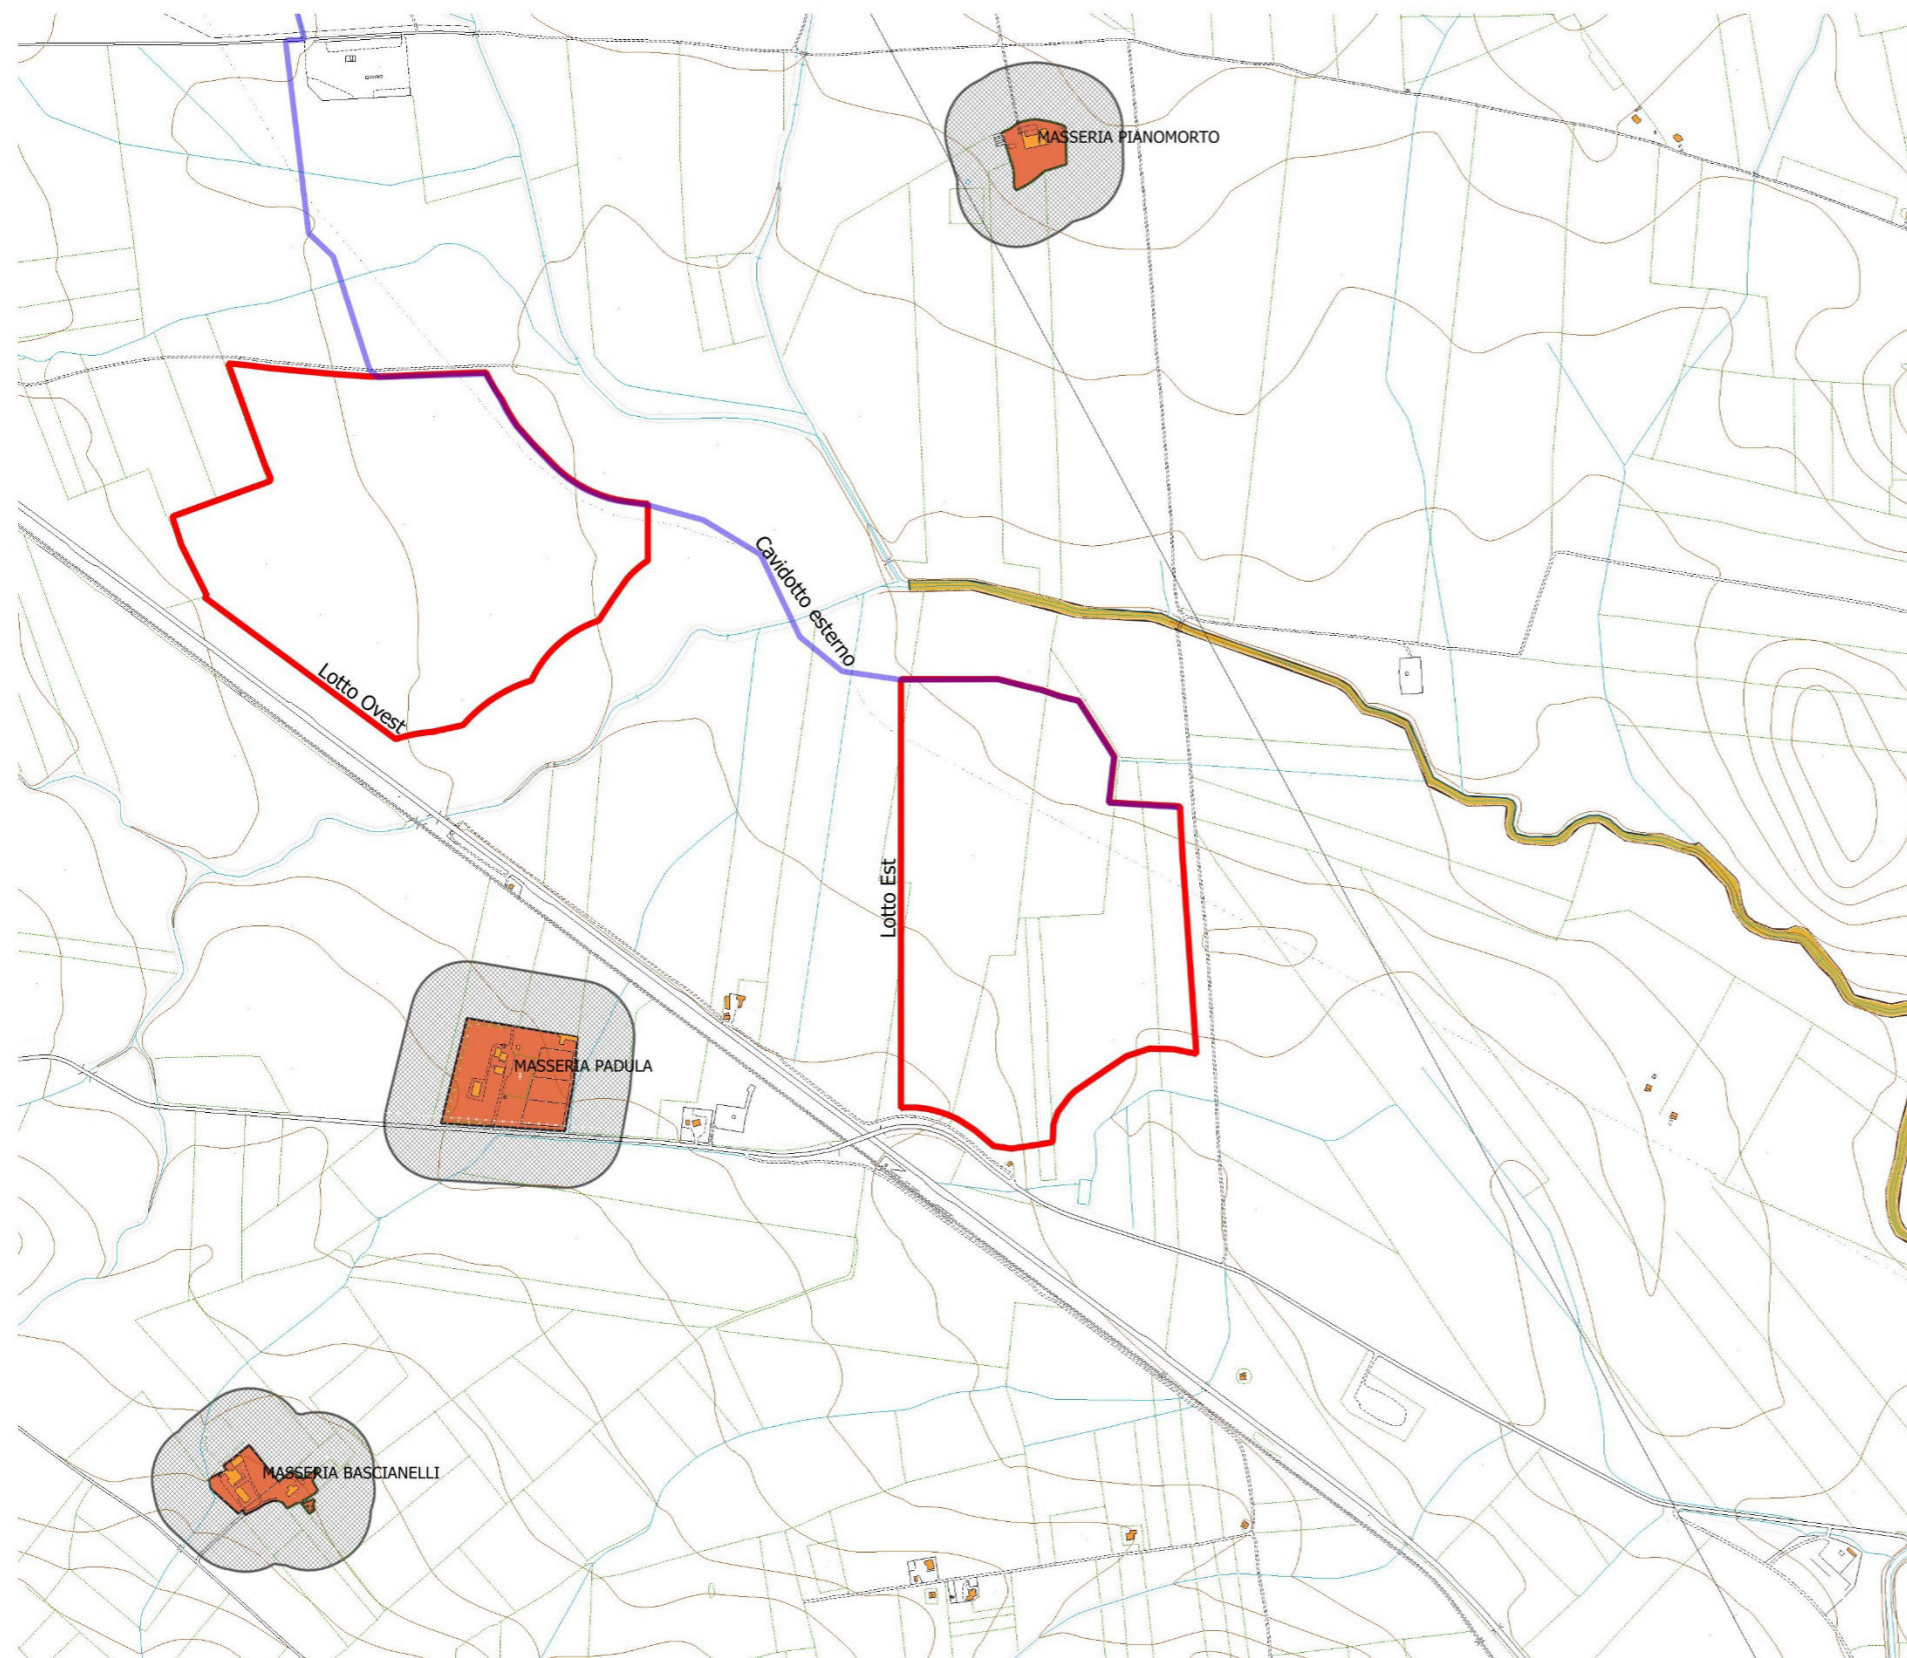 MASSERIA PIANOMORTO
Cavidotto esterno
Lotto Ovest
Lotto Est
MASSERIA PADULA
MASSERIA BASCIANELLI